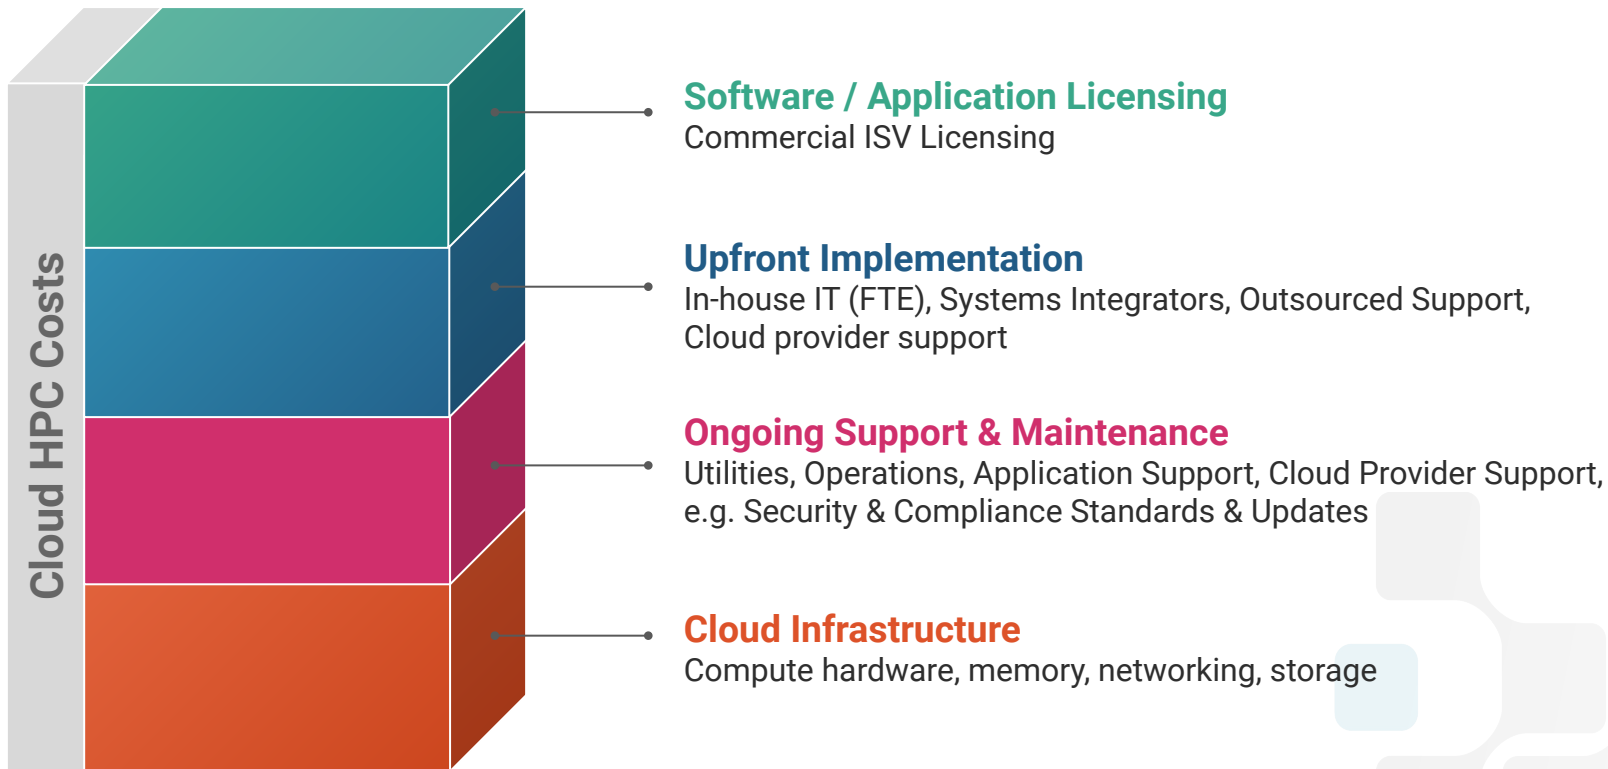 Cloud HPC Costs
Software / Application Licensing
Commercial ISV Licensing
Upfront Implementation
In-house IT (FTE), Systems Integrators, Outsourced Support,
Cloud provider support
Ongoing Support & Maintenance
Utilities, Operations, Application Support, Cloud Provider Support,
e.g. Security & Compliance Standards & Updates
Cloud Infrastructure
Compute hardware, memory, networking, storage